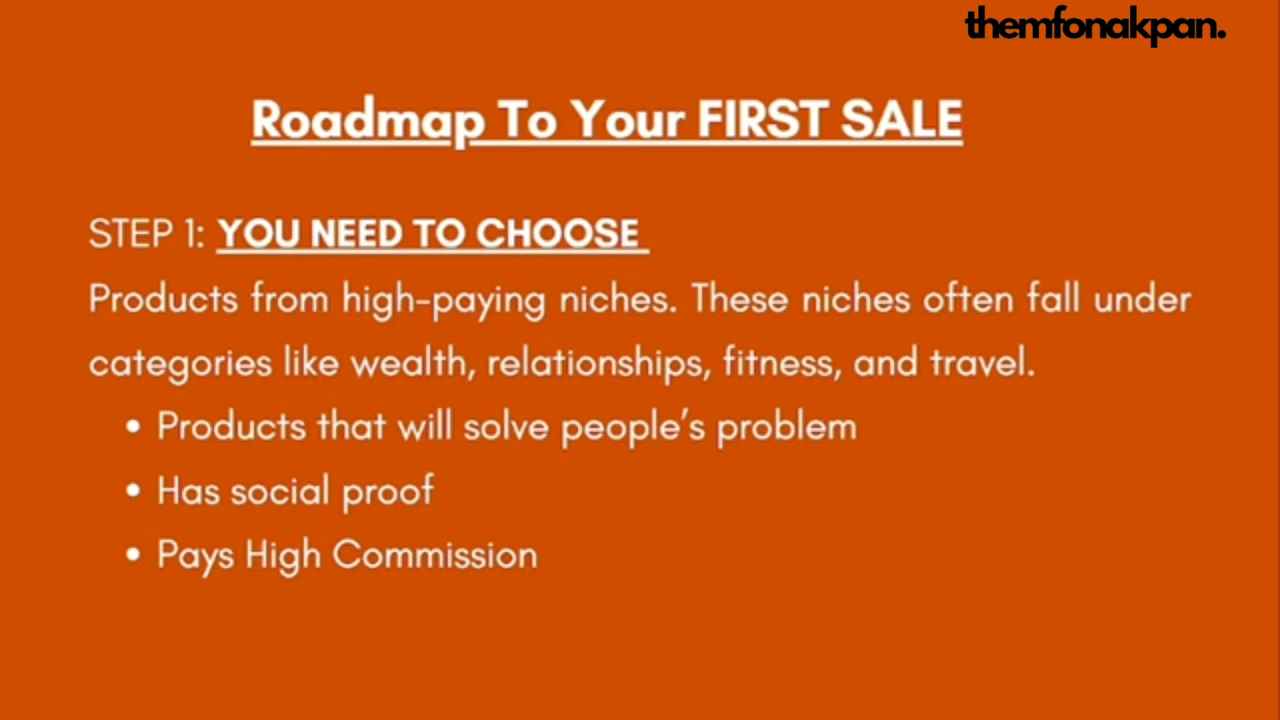 themfonakpan.
Roadmap To Your FIRST SALE
STEP 1: YOU NEED TO CHOOSE
Products from high-paying niches. These niches often fall under
categories like wealth, relationships, fitness, and travel.
• Products that will solve people’s problem
• Has social proof
• Pays High Commission